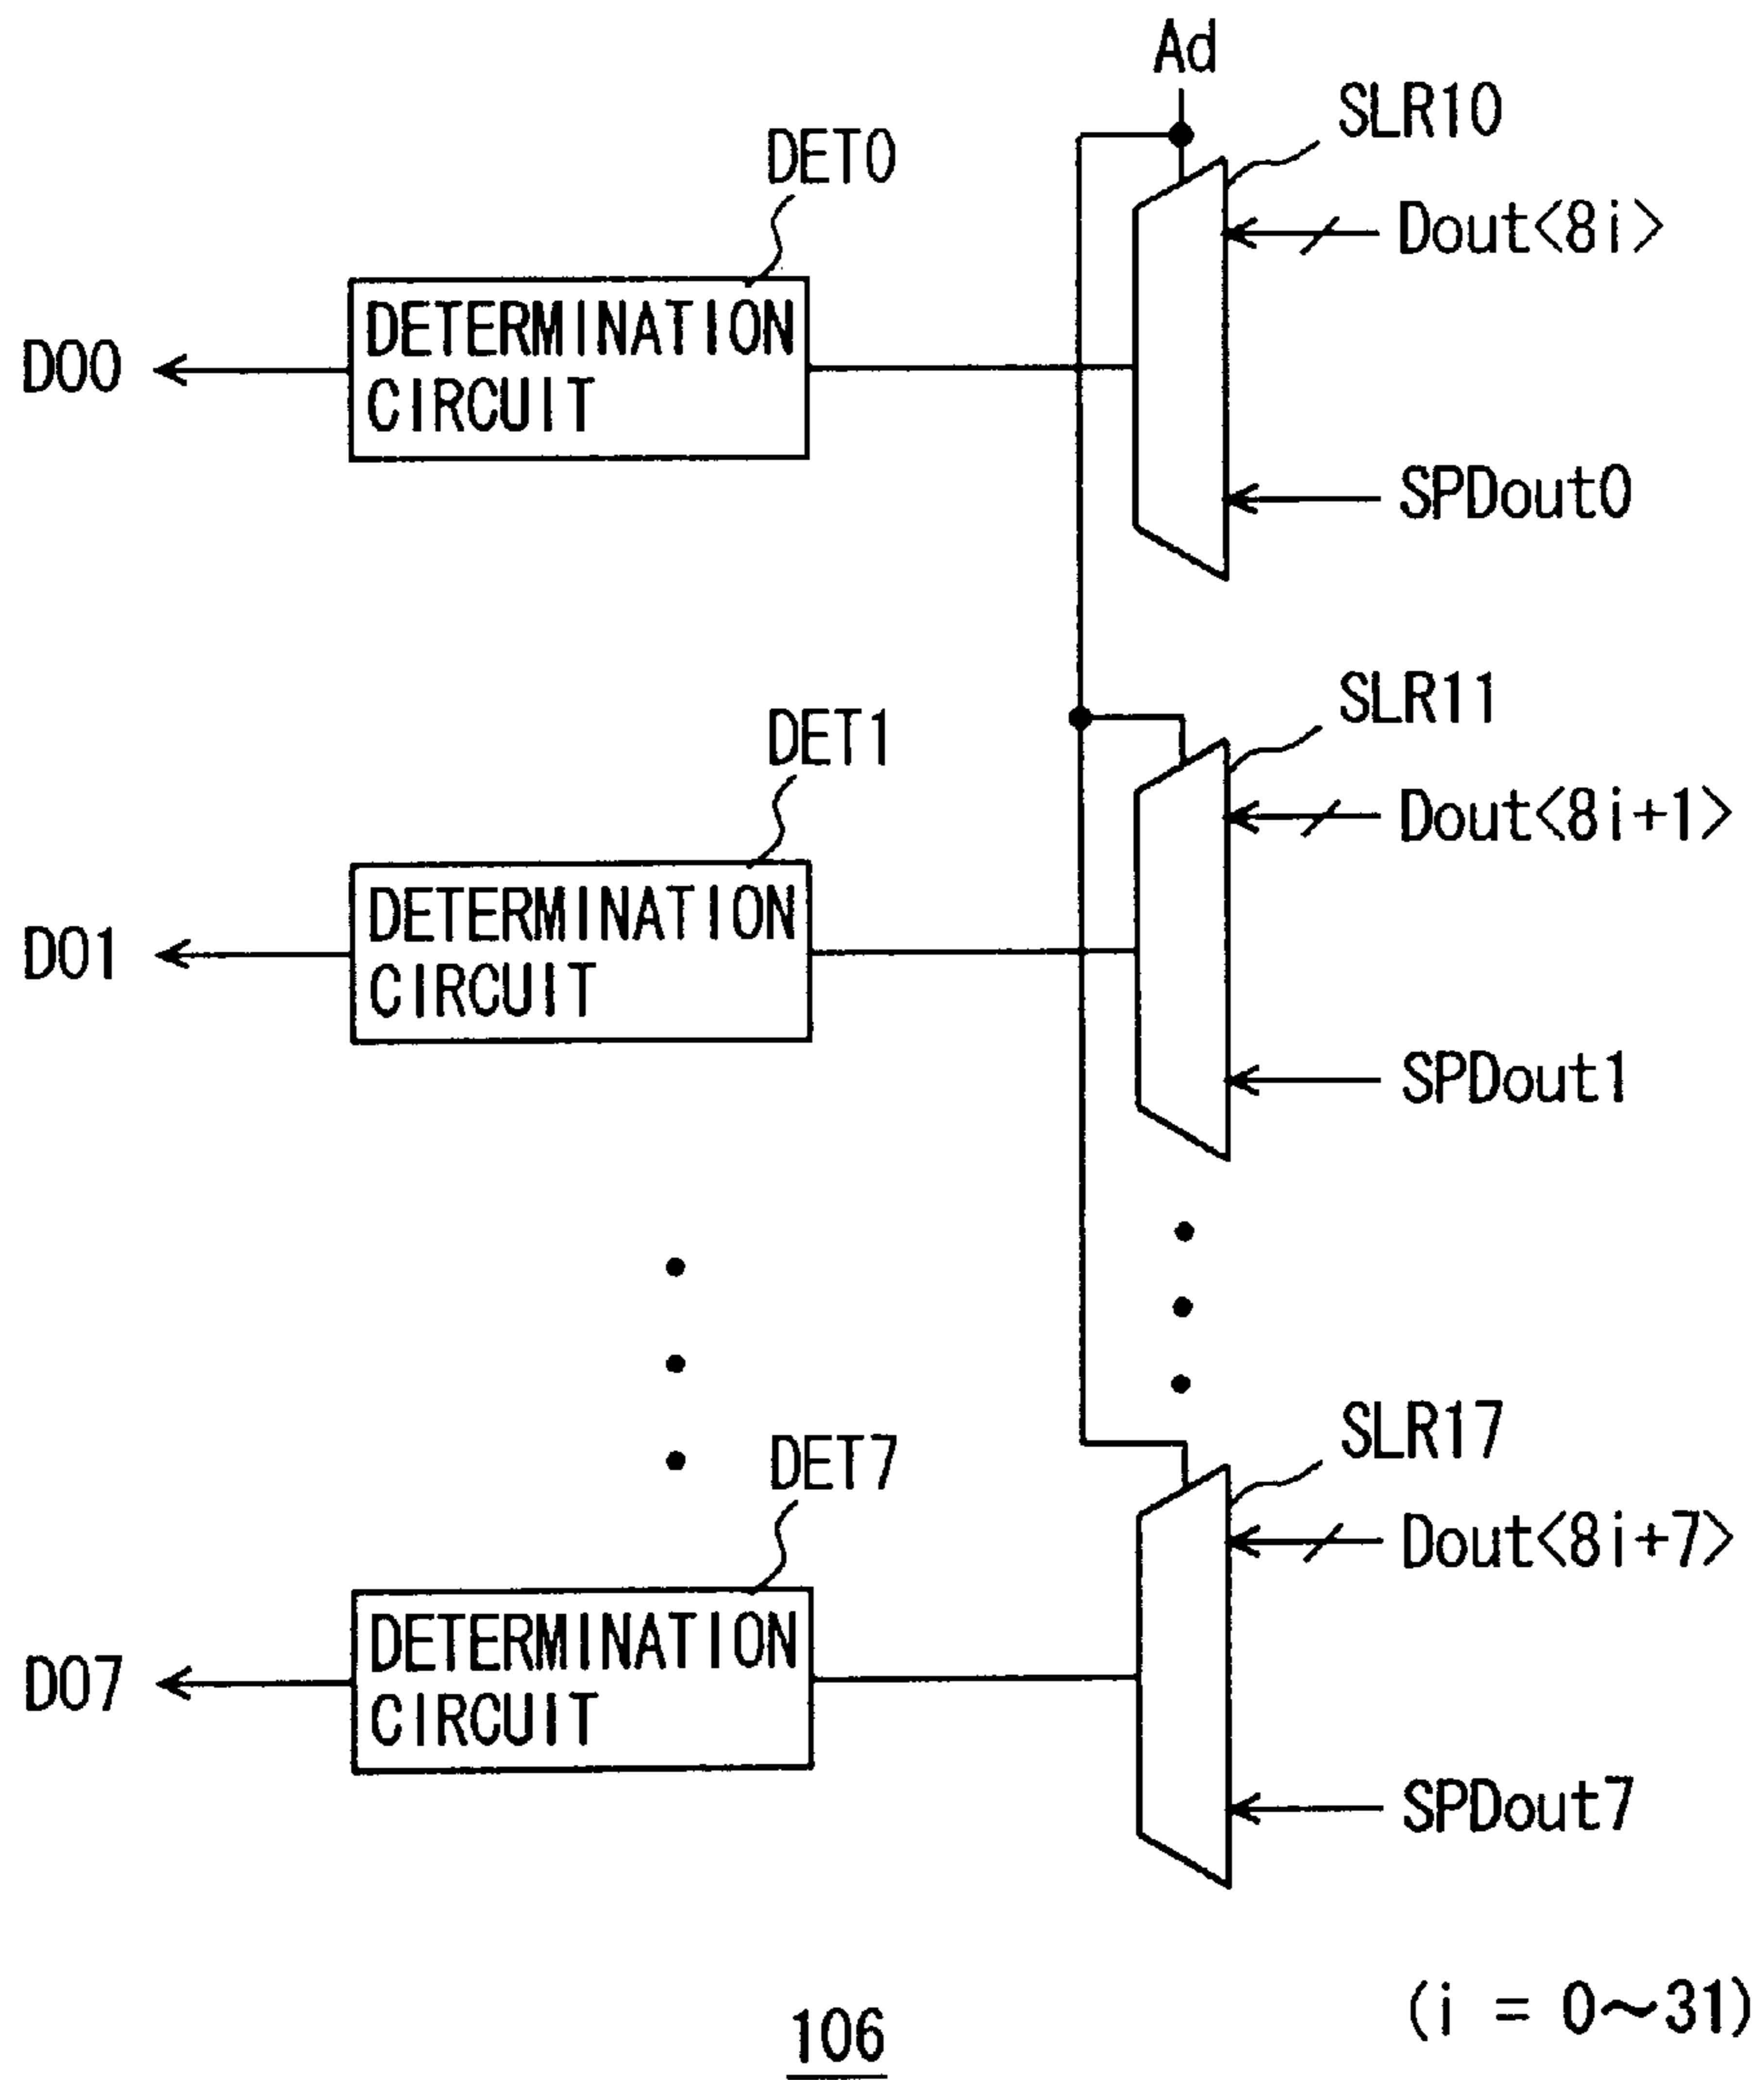 Ad
SLR10
DET0
Dout<8i>
DETERMINATION
CIRCUIT
DO0
SPDout0
SLR11
DET1
Dout<8i+1>
DETERMINATION
CIRCUIT
DO1
SPDout1
SLR17
DET7
Dout<8i+7>
DETERMINATION
CIRCUIT
DO7
SPDout7
(i = 0~31)
106